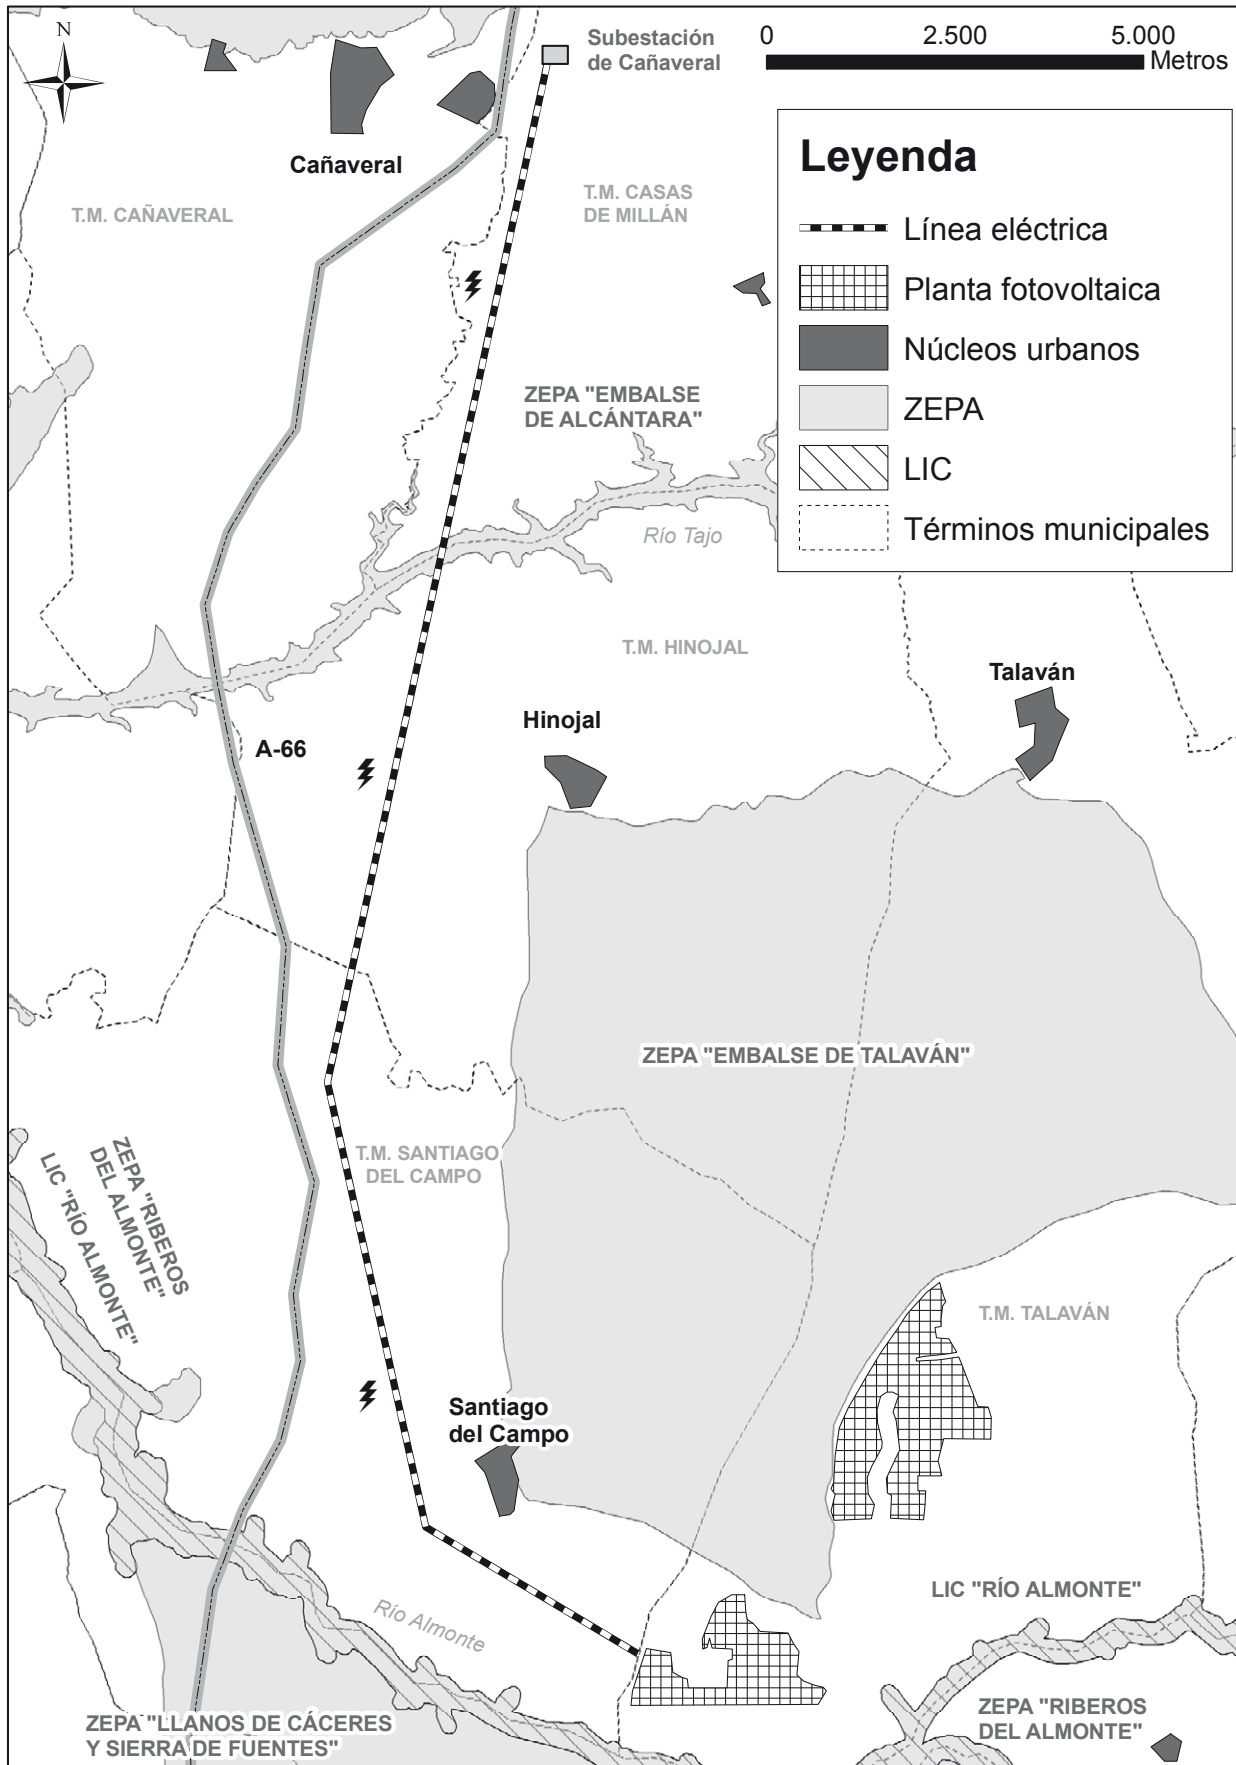 N
Subestación
de Cañaveral
0 2.500 5.000
Metros
Leyenda
Línea eléctrica
Planta fotovoltaica
Núcleos urbanos
ZEPA
LIC
Términos municipales
Cañaveral
T.M. CAÑAVERAL
T.M. CASAS
DE MILLÁN
ZEPA "EMBALSE
DE ALCÁNTARA"
Río Tajo
T.M. HINOJAL
Talaván
Hinojal
A-66
ZEPA "EMBALSE DE TALAVÁN"
T.M. SANTIAGO
DEL CAMPO
ZEPA "RIBEROS
DEL ALMONTE"
LIC "RÍO ALMONTE"
T.M. TALAVÁN
Santiago
del Campo
LIC "RÍO ALMONTE"
Río Almonte
ZEPA "RIBEROS
DEL ALMONTE"
ZEPA "LLANOS DE CÁCERES
Y SIERRA DE FUENTES"